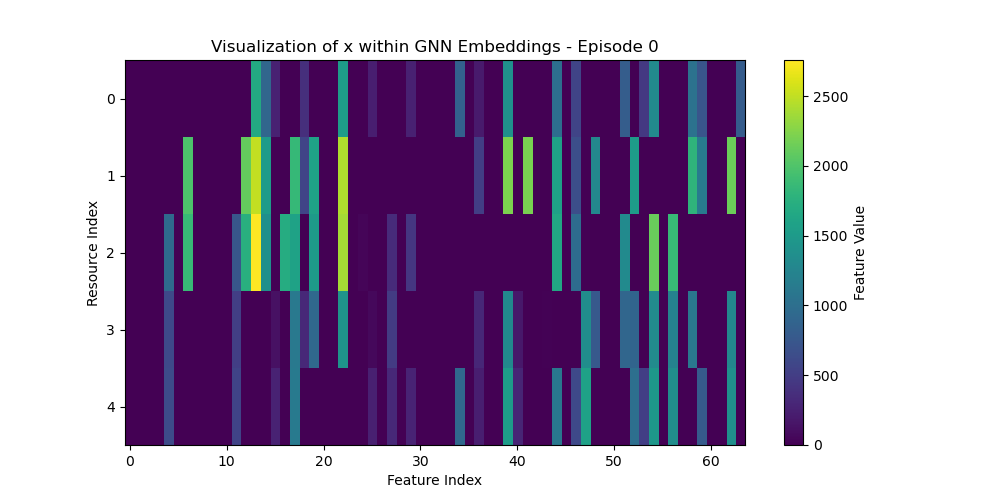 Visualization of x within GNN Embeddings - Episode 0
Resource Index
0
1
2
3
4
0 10 20 30 40 50 60
Feature Index
2500
2000
1500
1000
500
0
Feature Value